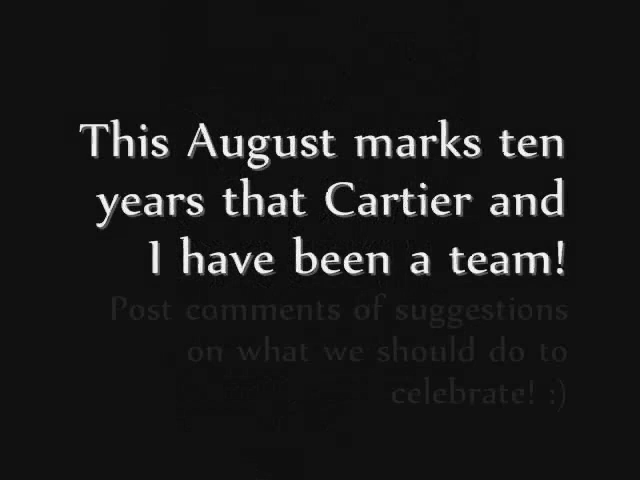 This August marks ten
years that Cartier and
I have been a team!
Post comments of suggestions
on what we should do to
celebrate! :)